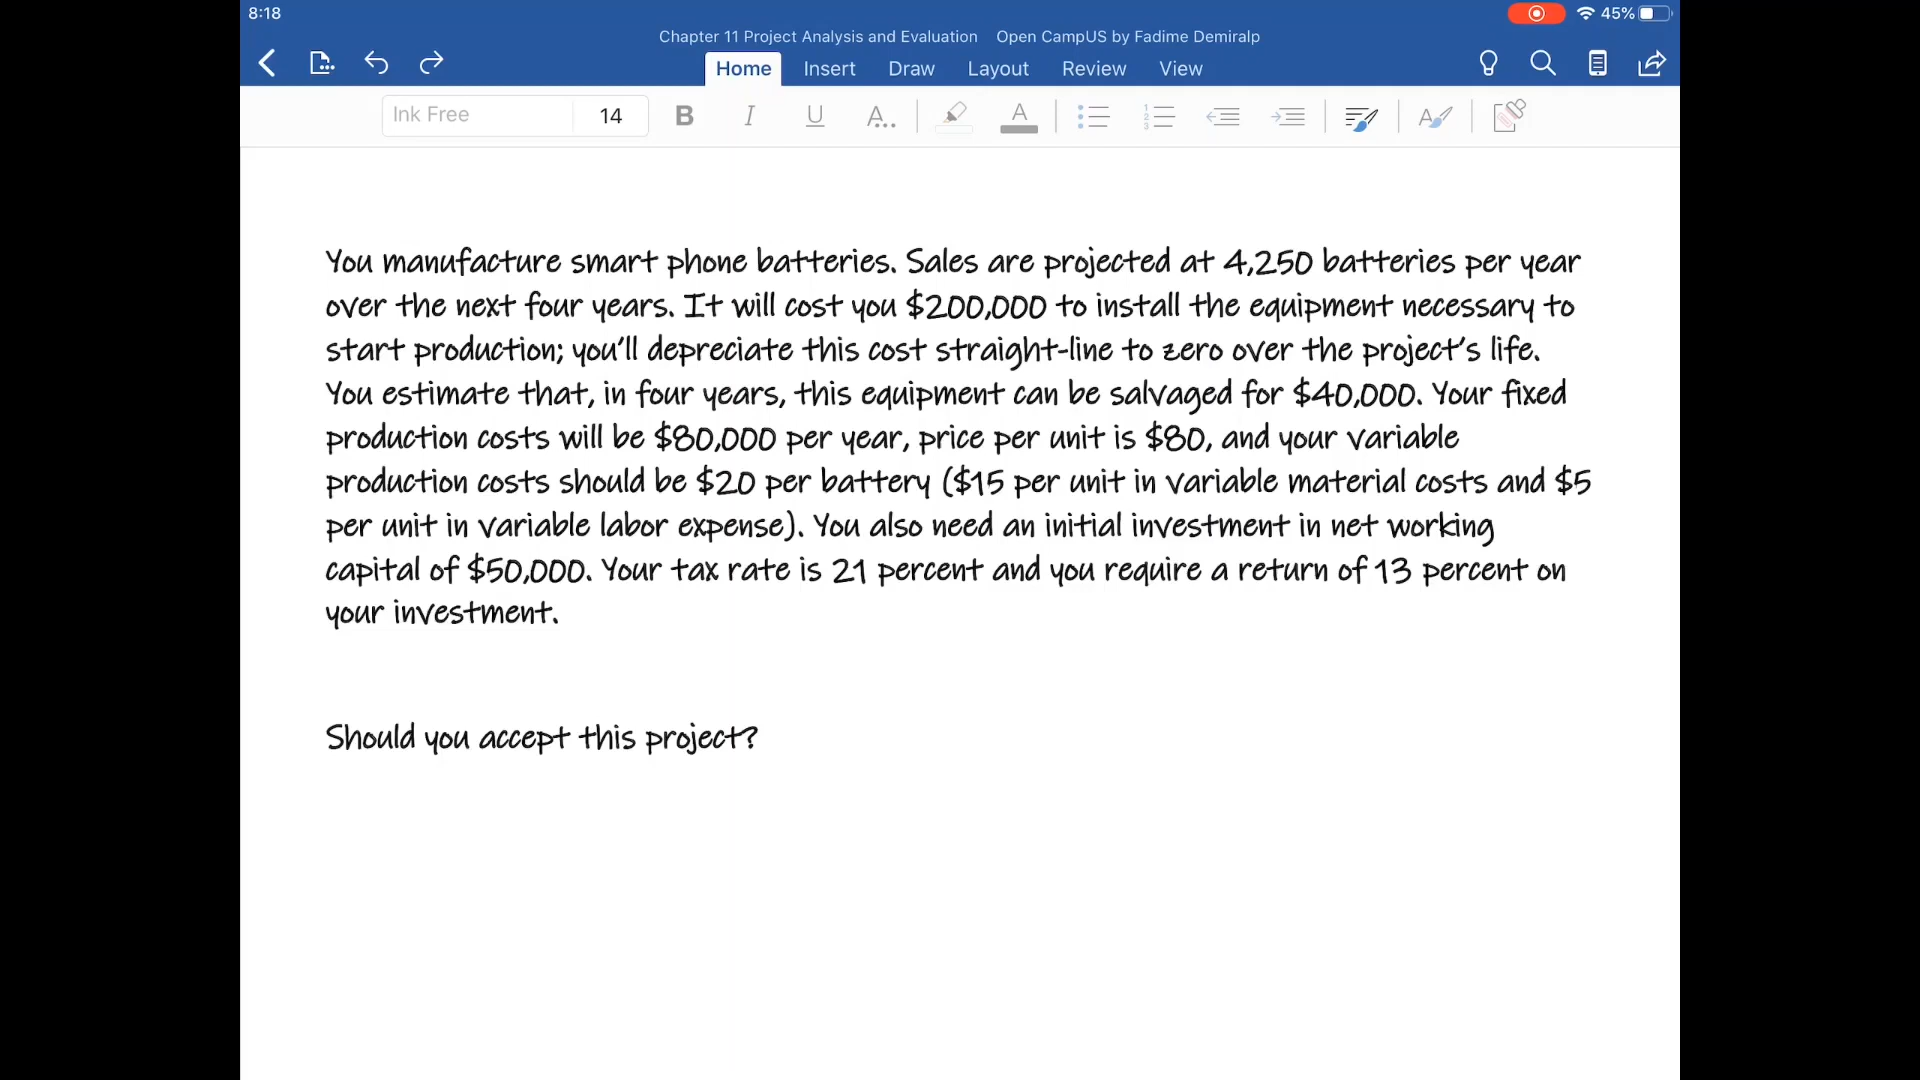 8:18
45%
Chapter 11 Project Analysis and Evaluation Open CampUS by Fadime Demiralp
Home Insert Draw Layout Review View
Ink Free 14 B I U A.. A 1 2 3 A
You manufacture smart phone batteries. Sales are projected at 4,250 batteries per year
over the next four years. It will cost you $200,000 to install the equipment necessary to
start production; you'll depreciate this cost straight-line to zero over the project's life.
You estimate that, in four years, this equipment can be salvaged for $40,000. Your fixed
production costs will be $80,000 per year, price per unit is $80, and your variable
production costs should be $20 per battery ($15 per unit in variable material costs and $5
per unit in variable labor expense). You also need an initial investment in net working
capital of $50,000. Your tax rate is 21 percent and you require a return of 13 percent on
your investment.
Should you accept this project?